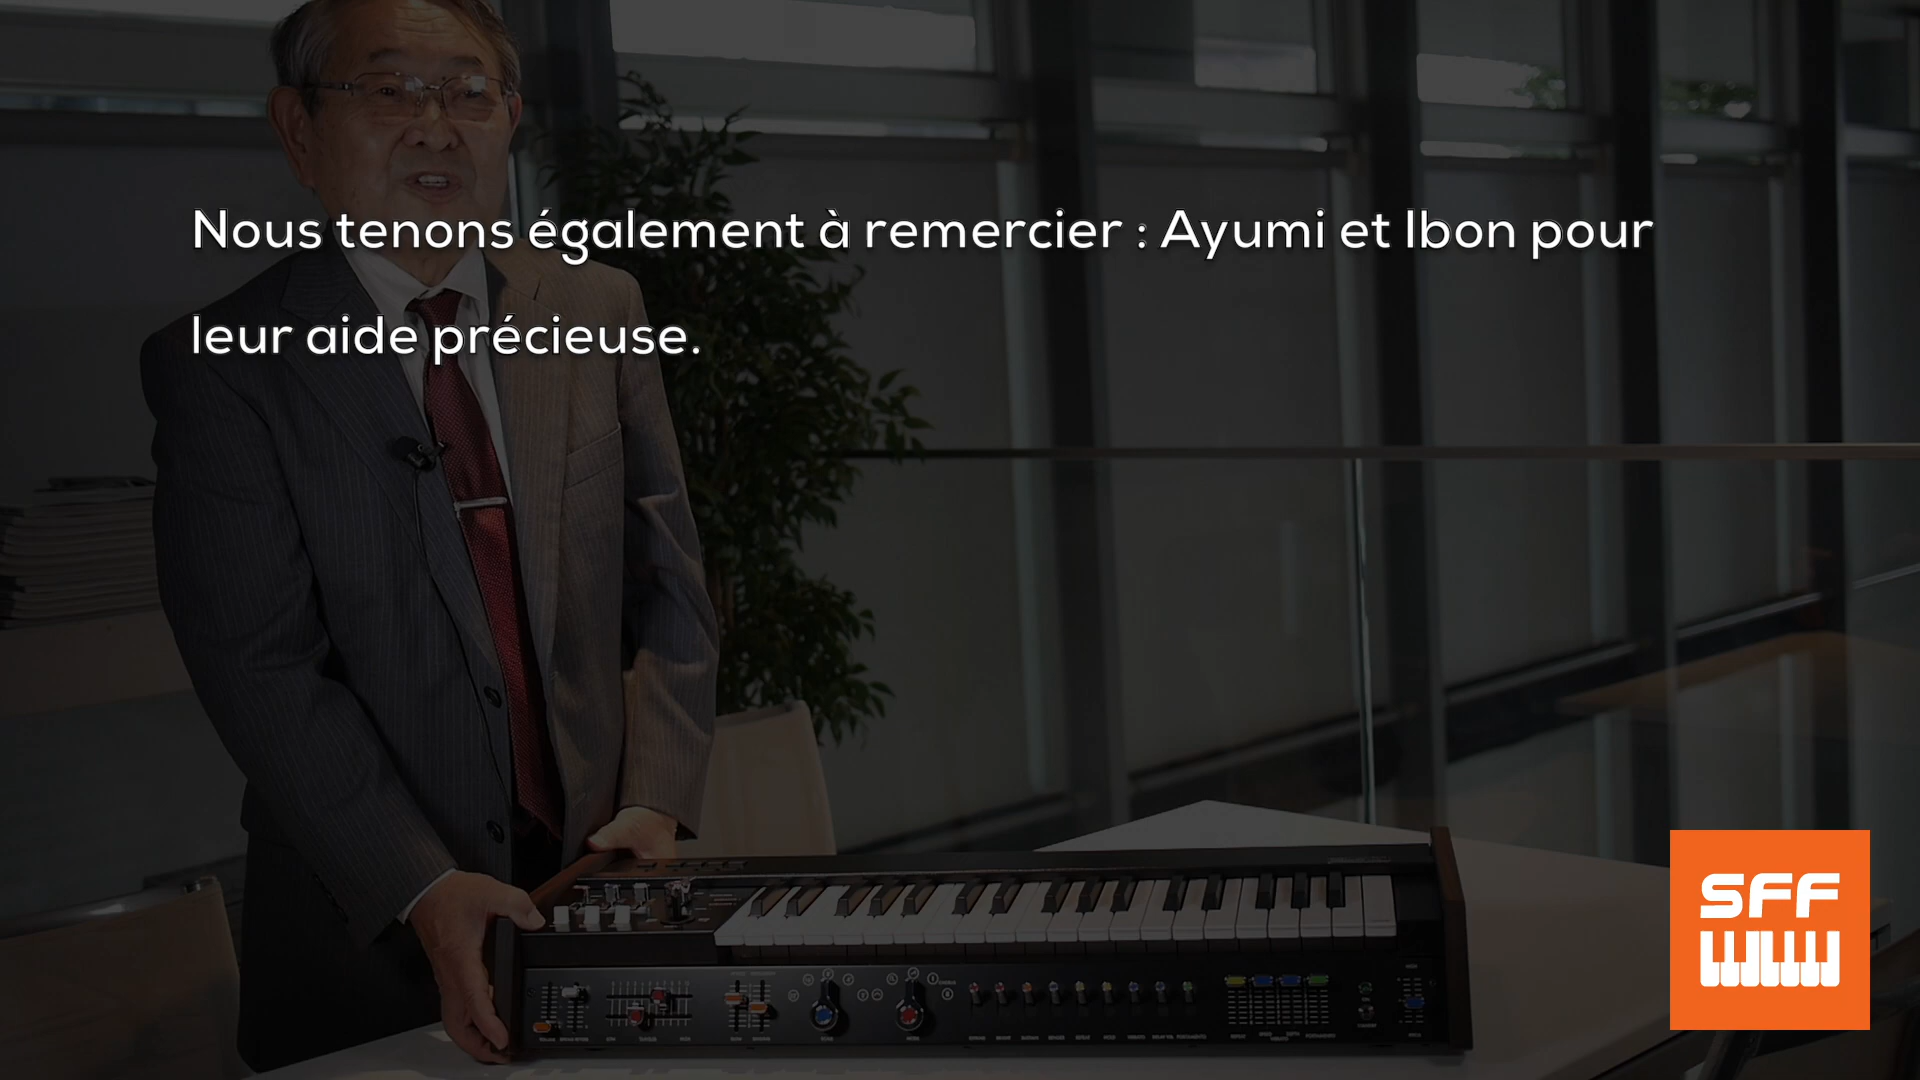 Nous tenons également à remercier : Ayumi et Ibon pour
leur aide précieuse.
SFF